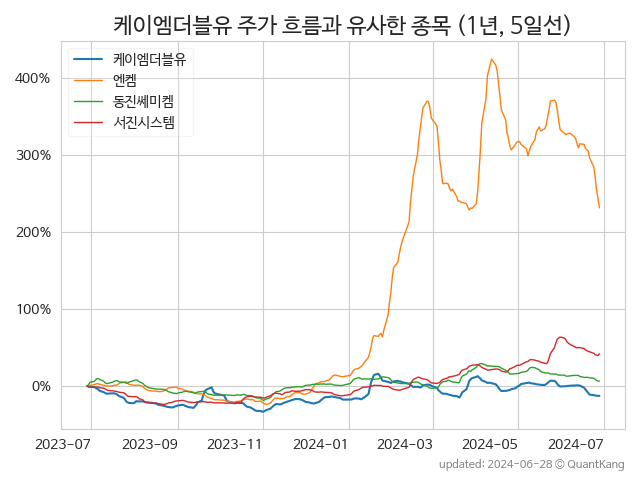 케이엠더블유 주가 흐름과 유사한 종목 (1년, 5일선)
케이엠더블유
엔켐
동진쎄미켐
서진시스템
400%
300%
200%
100%
0%
2023-07 2023-09 2023-11 2024-01 2024-03 2024-05 2024-07
updated: 2024-06-28 © QuantKang